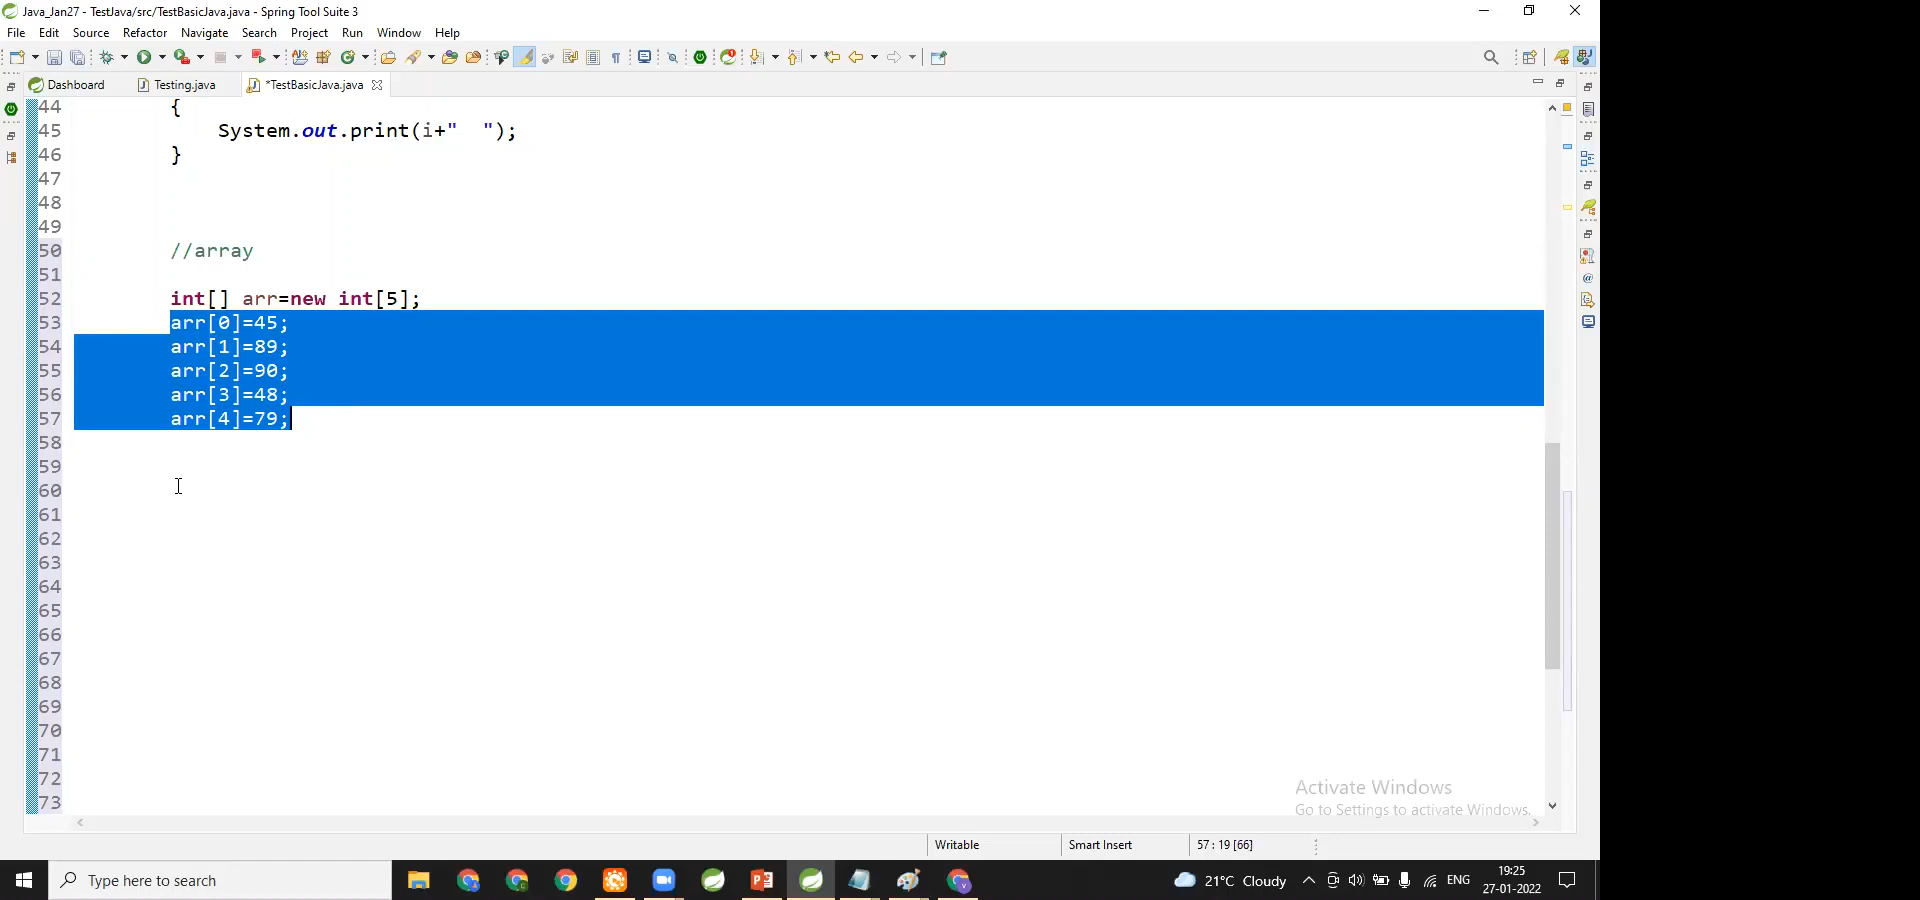 Java_Jan27 - TestJava/src/TestBasicJava.java - Spring Tool Suite 3
File Edit Source Refactor Navigate Search Project Run Window Help
Dashboard Testing.java *TestBasicJava.java
44 {
45 System.out.print(i+"  ");
46 }
47
48
49
50 //array
51
52 int[] arr=new int[5];
53 arr[0]=45;
54 arr[1]=89;
55 arr[2]=90;
56 arr[3]=48;
57 arr[4]=79;
58
59
60
61
62
63
64
65
66
67
68
69
70
71
72
73
Activate Windows
Go to Settings to activate Windows.
Writable Smart Insert 57 : 19 [66]
Type here to search
21°C Cloudy ENG 19:25
27-01-2022